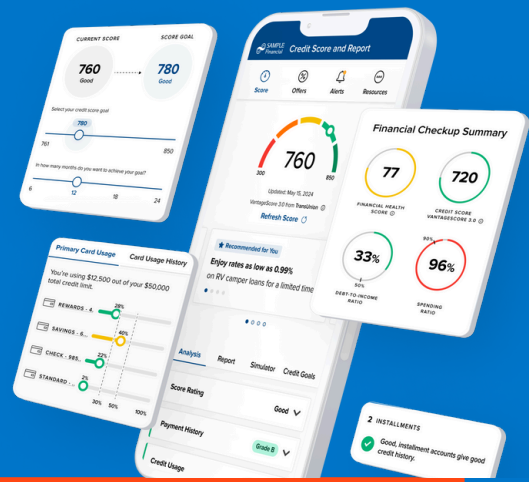 CURRENT SCORE
SCORE GOAL
760
Good
780
Good
Select your credit score goal
780
761
850
In how many months do you want to achieve your goal?
6
12
18
24
SAMPLE
Financial
Credit Score and Report
Score
Offers
Alerts
Resources
760
300
850
Updated: May 15, 2024
VantageScore 3.0 from TransUnion
Refresh Score
Recommended for You
Enjoy rates as low as 0.99%
on RV camper loans for a limited time
Analysis
Report
Simulator
Credit Goals
Score Rating
Good
Payment History
Grade B
Credit Usage
Financial Checkup Summary
77
FINANCIAL HEALTH
SCORE
720
CREDIT SCORE
VANTAGESCORE 3.0
33%
50%
DEBT-TO-INCOME
RATIO
90%
96%
SPENDING
RATIO
Primary Card Usage
Card Usage History
You're using $12,500 out of your $50,000
total credit limit.
REWARDS - 4..
28%
SAVINGS - 6...
40%
CHECK - 985..
22%
STANDARD - ..
2%
30%
50%
100%
2 INSTALLMENTS
Good, installment accounts give good
credit history.